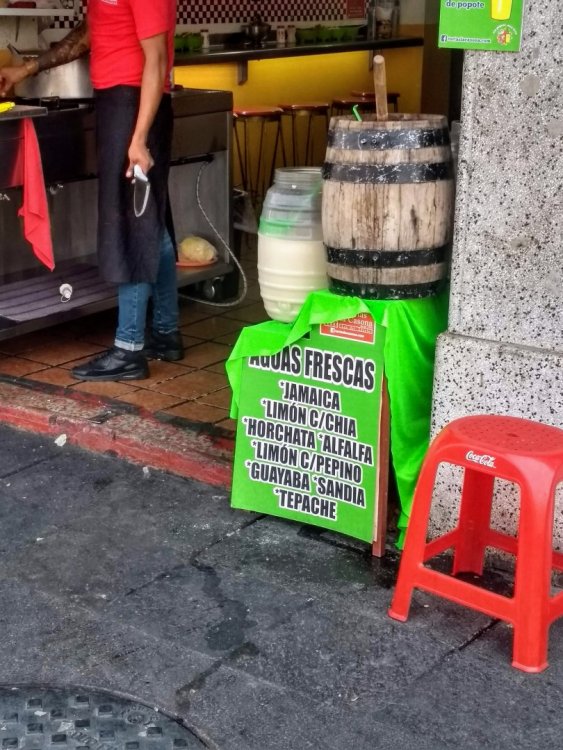 de popote
AGUAS FRESCAS
*JAMAICA
*LIMÓN C/CHIA
*HORCHATA *ALFALFA
*LIMÓN C/PEPINO
*GUAYABA *SANDIA
*TEPACHE
Coca-Cola